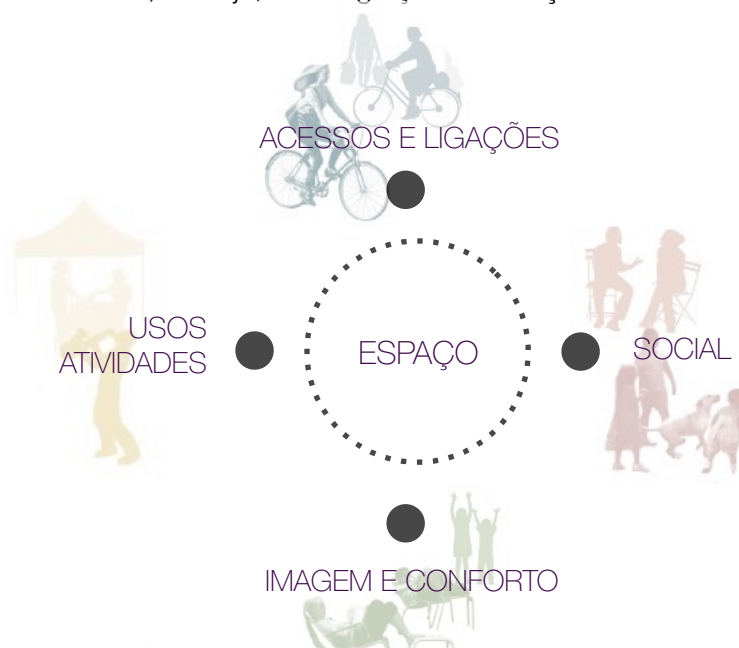 ACESSOS E LIGAÇÕES
USOS
ATIVIDADES
ESPAÇO
SOCIAL
IMAGEM E CONFORTO